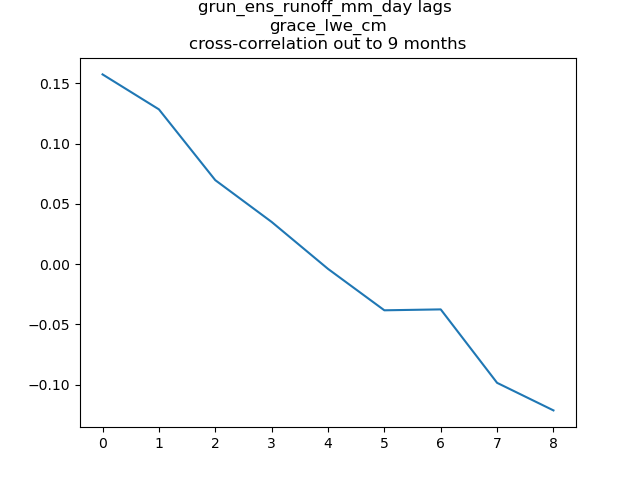 grun_ens_runoff_mm_day lags
grace_lwe_cm
cross-correlation out to 9 months
0.15
0.10
0.05
0.00
−0.05
−0.10
0 1 2 3 4 5 6 7 8